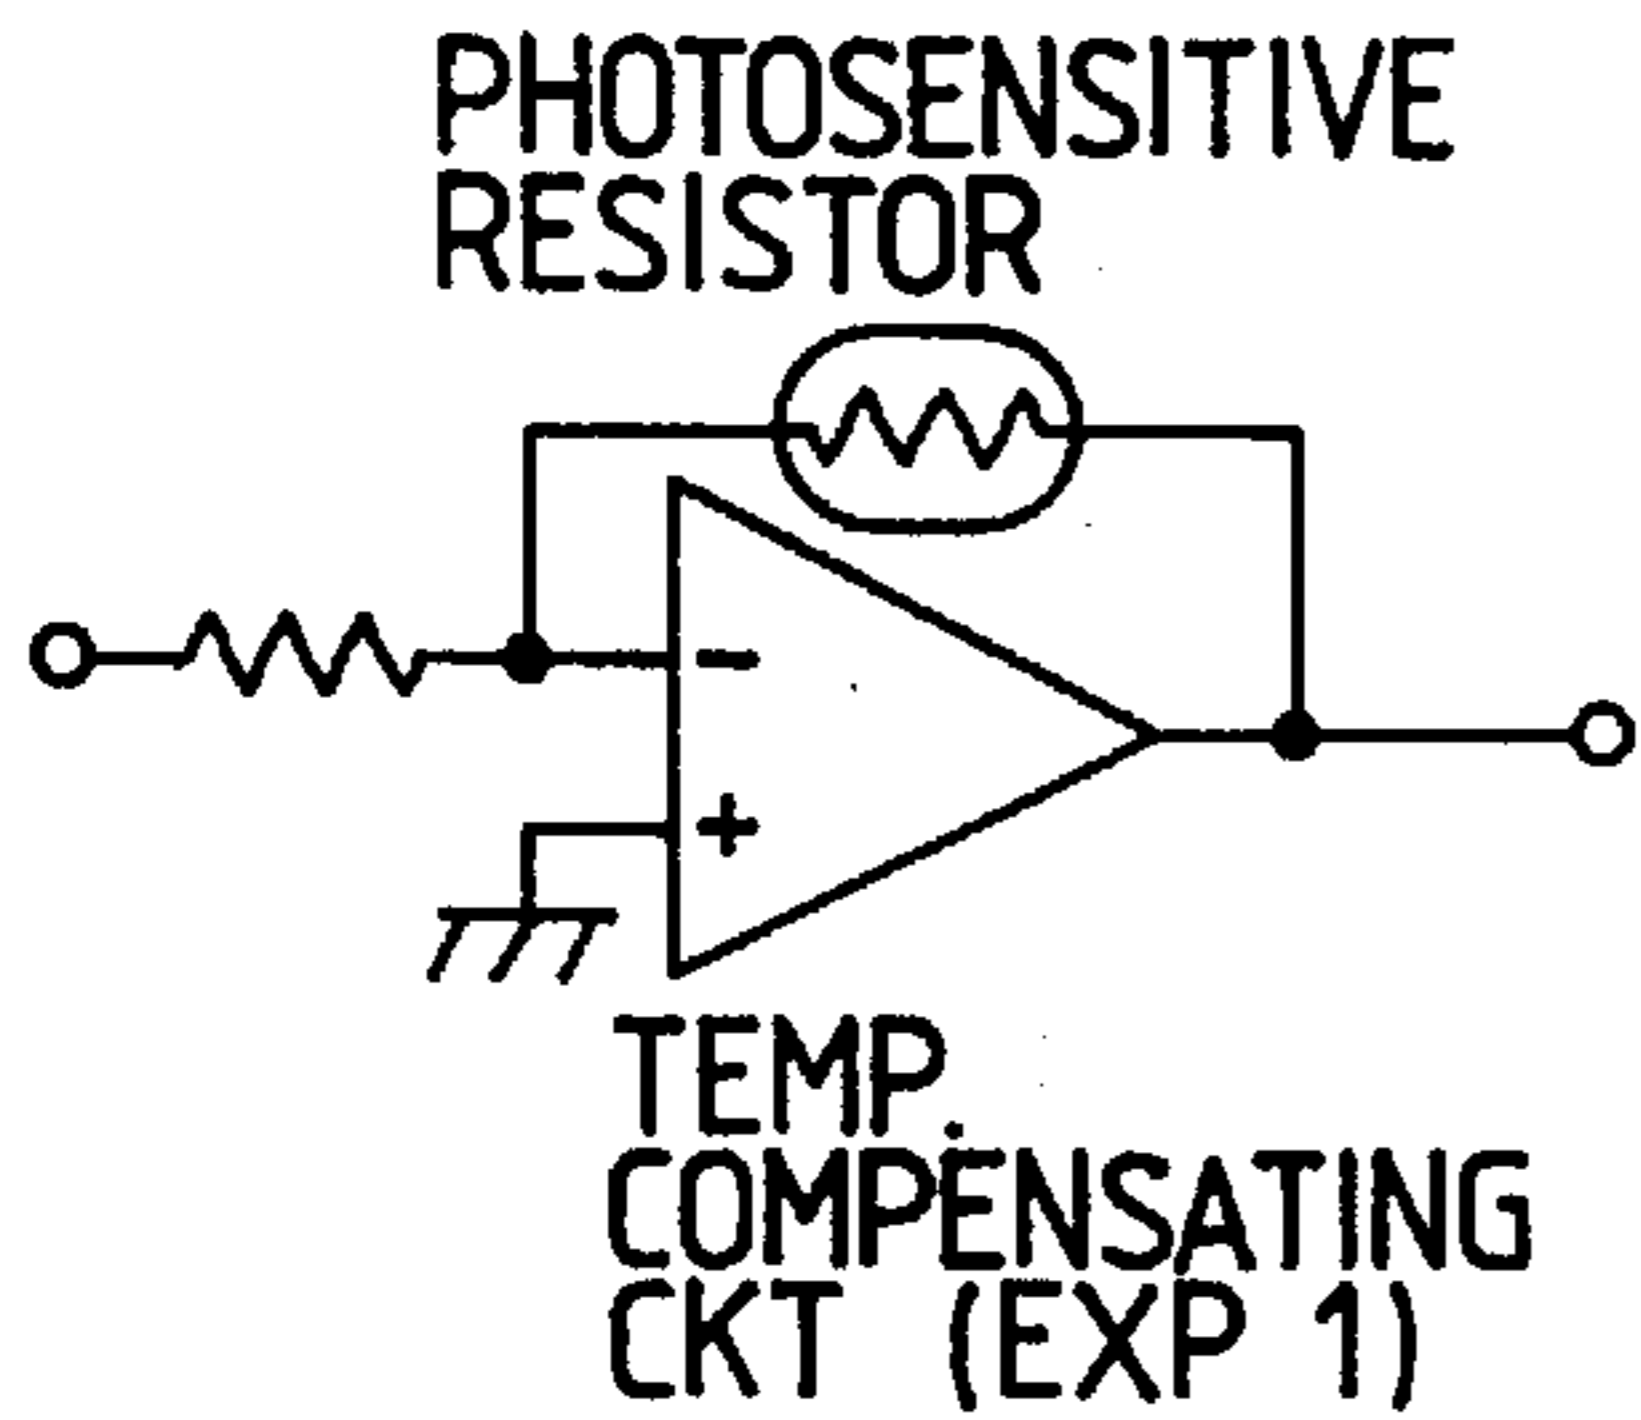 PHOTOSENSITIVE
RESISTOR
-
+
TEMP.
COMPENSATING
CKT (EXP 1)